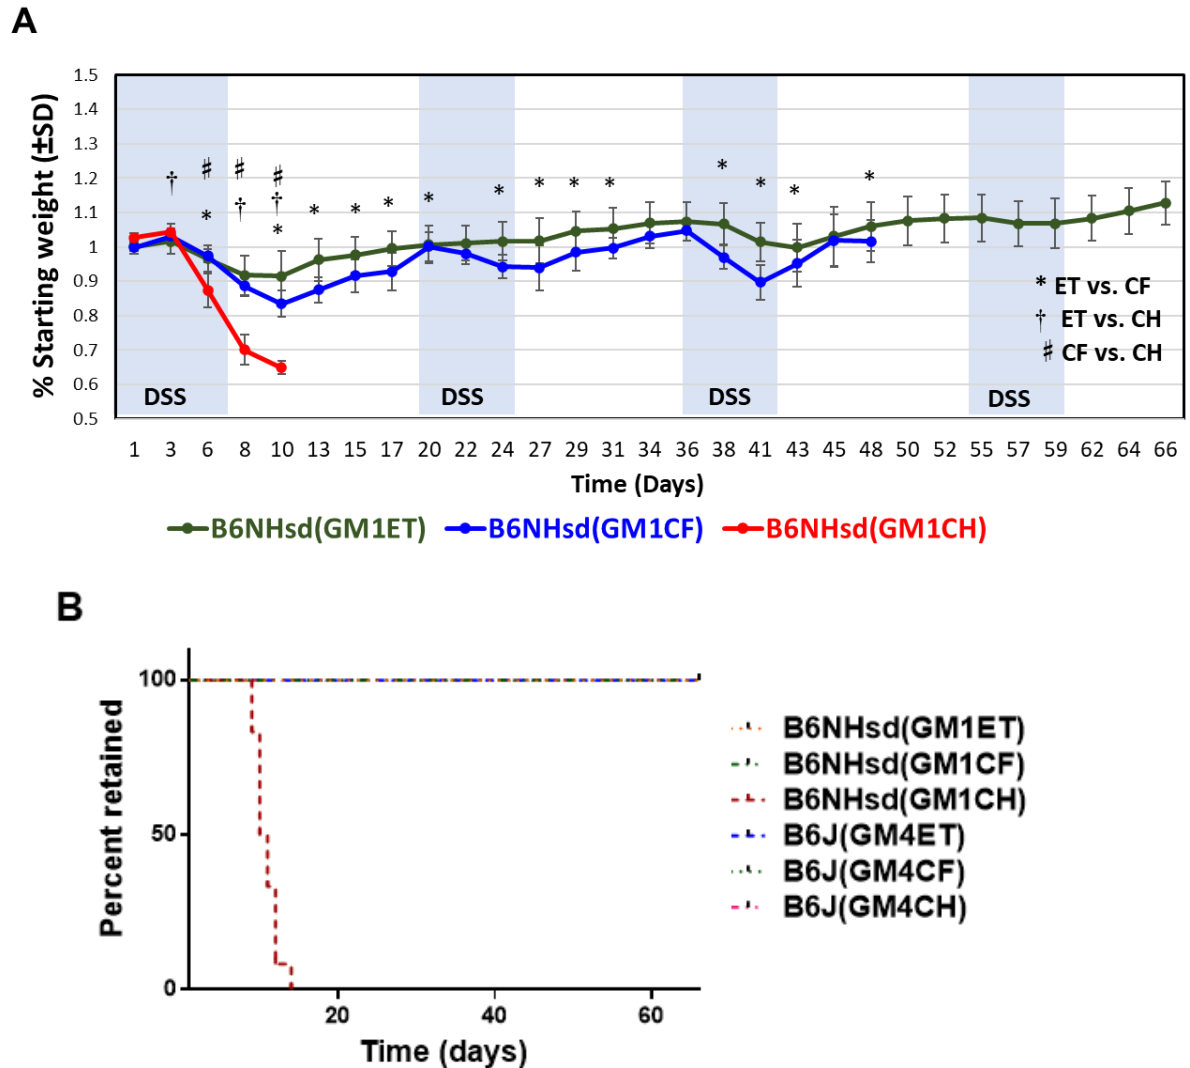 A
% Starting weight (±SD)
1.5
1.4
1.3
1.2
1.1
1
0.9
0.8
0.7
0.6
0.5
† # # # † † * * * * * * * * * * * * * *
* ET vs. CF
† ET vs. CH
# CF vs. CH
DSS DSS DSS DSS
1 3 6 8 10 13 15 17 20 22 24 27 29 31 34 36 38 41 43 45 48 50 52 55 57 59 62 64 66
Time (Days)
B6NHsd(GM1ET) B6NHsd(GM1CF) B6NHsd(GM1CH)
B
Percent retained
100
50
0
20 40 60
Time (days)
B6NHsd(GM1ET)
B6NHsd(GM1CF)
B6NHsd(GM1CH)
B6J(GM4ET)
B6J(GM4CF)
B6J(GM4CH)